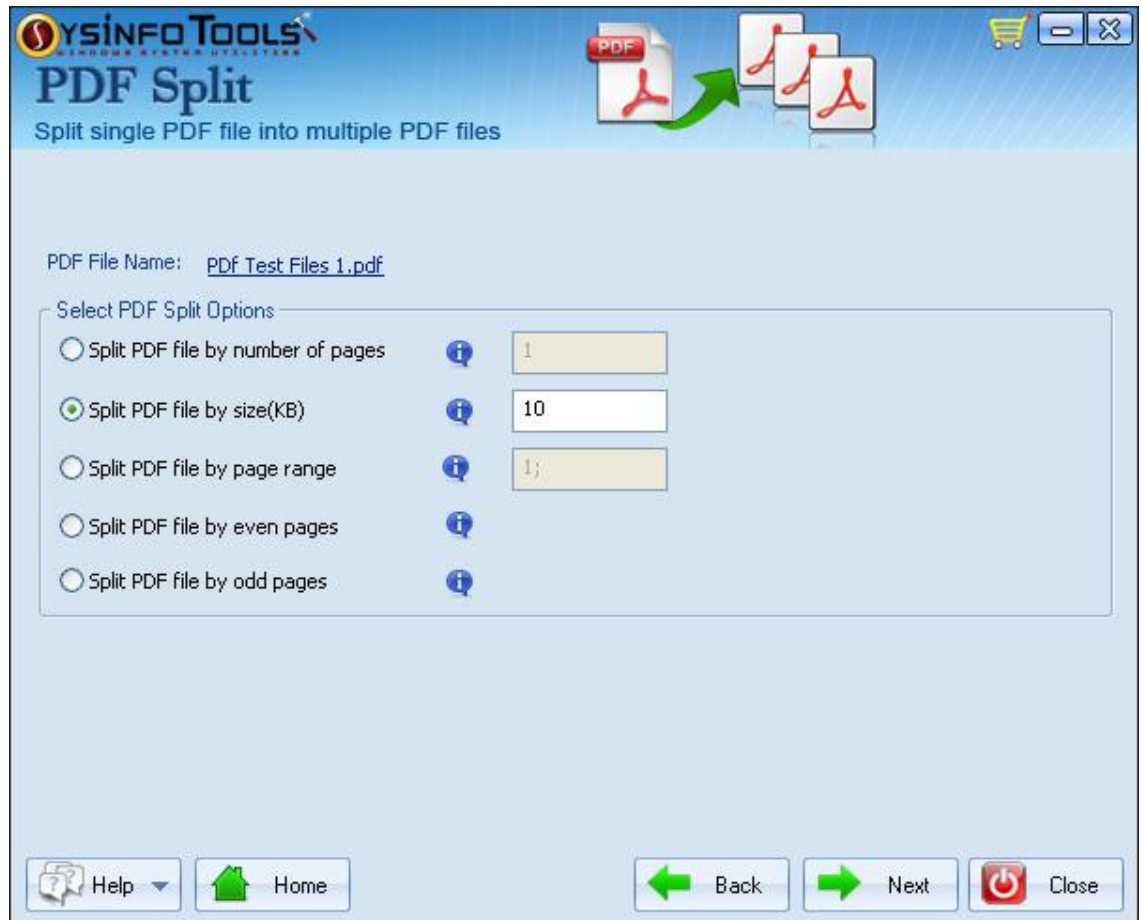 SYSINFO TOOLS
WINDOWS SYSTEM UTILITIES
PDF Split
Split single PDF file into multiple PDF files
PDF
PDF File Name: PDf Test Files 1.pdf
Select PDF Split Options
Split PDF file by number of pages 1
Split PDF file by size(KB) 10
Split PDF file by page range 1;
Split PDF file by even pages
Split PDF file by odd pages
Help Home Back Next Close